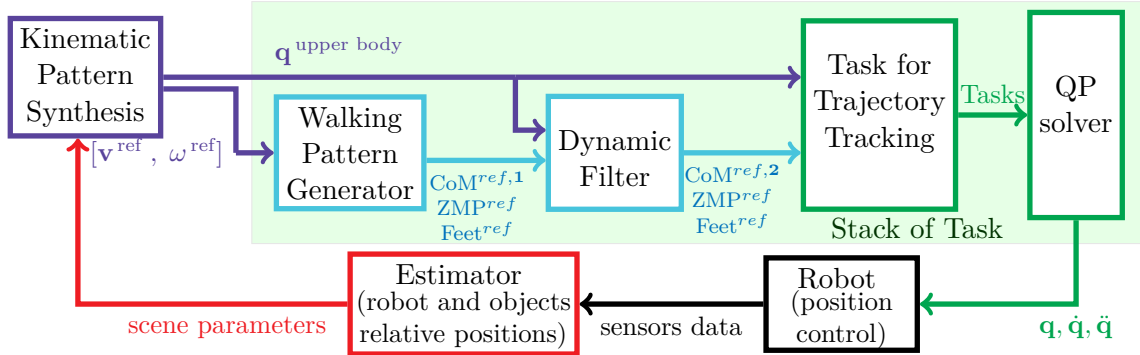 Kinematic
Pattern
Synthesis
q upper body
[v ref , ω ref]
Walking
Pattern
Generator
CoM ref,1
ZMP ref
Feet ref
Dynamic
Filter
CoM ref,2
ZMP ref
Feet ref
Task for
Trajectory
Tracking
Tasks
QP
solver
Stack of Task
Estimator
(robot and objects
relative positions)
scene parameters
sensors data
Robot
(position
control)
q, q̇, q̈